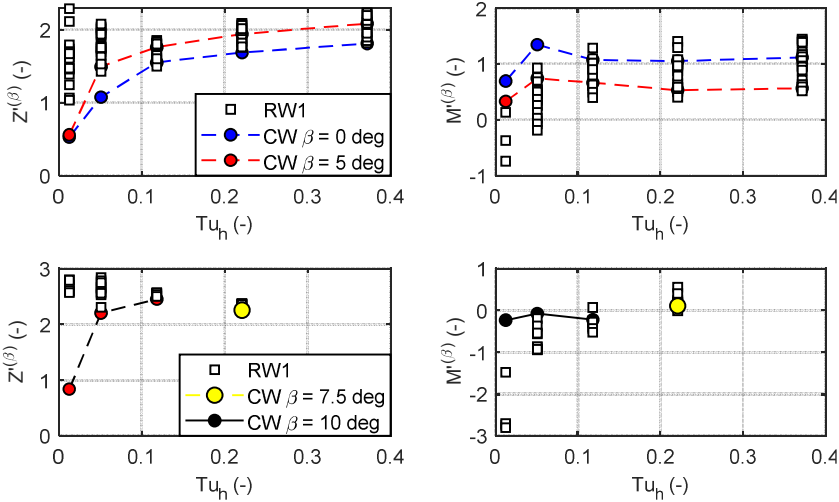 2
1
0
Z'(β) (-)
0 0.1 0.2 0.3 0.4
Tuh (-)
RW1
CW β = 0 deg
CW β = 5 deg
2
1
0
-1
M'(β) (-)
0 0.1 0.2 0.3 0.4
Tuh (-)
3
2
1
0
Z'(β) (-)
0 0.1 0.2 0.3 0.4
Tuh (-)
RW1
CW β = 7.5 deg
CW β = 10 deg
1
0
-1
-2
-3
M'(β) (-)
0 0.1 0.2 0.3 0.4
Tuh (-)